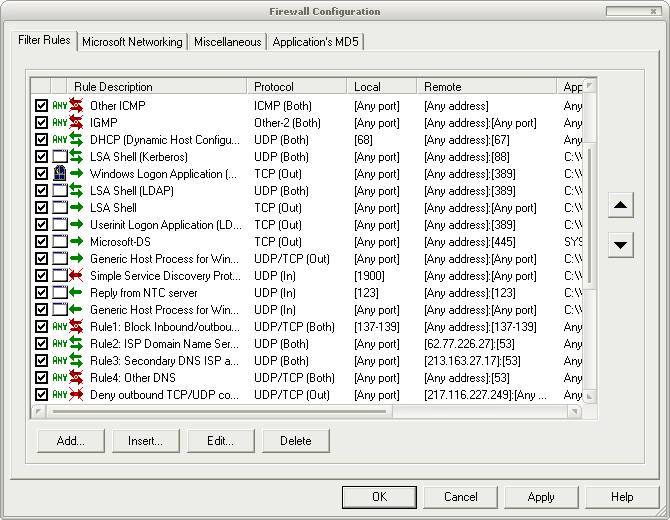 Firewall Configuration
Filter Rules Microsoft Networking Miscellaneous Application's MD5
Rule Description Protocol Local Remote App
ANY Other ICMP ICMP (Both) [Any port] [Any address] Any
ANY IGMP Other-2 (Both) [Any port] [Any address]:[Any port] Any
ANY DHCP (Dynamic Host Configu... UDP (Both) [68] [Any address]:[67] Any
LSA Shell (Kerberos) UDP (Both) [Any port] [Any address]:[88] C:\
Windows Logon Application (... TCP (Out) [Any port] [Any address]:[389] C:\
LSA Shell (LDAP) UDP (Both) [Any port] [Any address]:[389] C:\
LSA Shell TCP (Out) [Any port] [Any address]:[Any port] C:\
Userinit Logon Application (LD... TCP (Out) [Any port] [Any address]:[389] C:\
Microsoft-DS TCP (Out) [Any port] [Any address]:[445] SYS
Generic Host Process for Win... UDP/TCP (Out) [Any port] [Any address]:[Any port] C:\
Simple Service Discovery Prot... UDP (In) [1900] [Any address]:[Any port] C:\
Reply from NTC server UDP (In) [123] [Any address]:[123] C:\
Generic Host Process for Win... UDP (In) [Any port] [Any address]:[Any port] C:\
ANY Rule1: Block Inbound/outbou... UDP/TCP (Both) [137-139] [Any address]:[137-139] Any
ANY Rule2: ISP Domain Name Ser... UDP (Both) [Any port] [62.77.226.27]:[53] Any
ANY Rule3: Secondary DNS ISP a... UDP (Both) [Any port] [213.163.27.17]:[53] Any
ANY Rule4: Other DNS UDP/TCP (Both) [Any port] [Any address]:[53] Any
ANY Deny outbound TCP/UDP co... UDP/TCP (Out) [Any port] [217.116.227.249]:[Any ... Any
Add... Insert... Edit... Delete
OK Cancel Apply Help